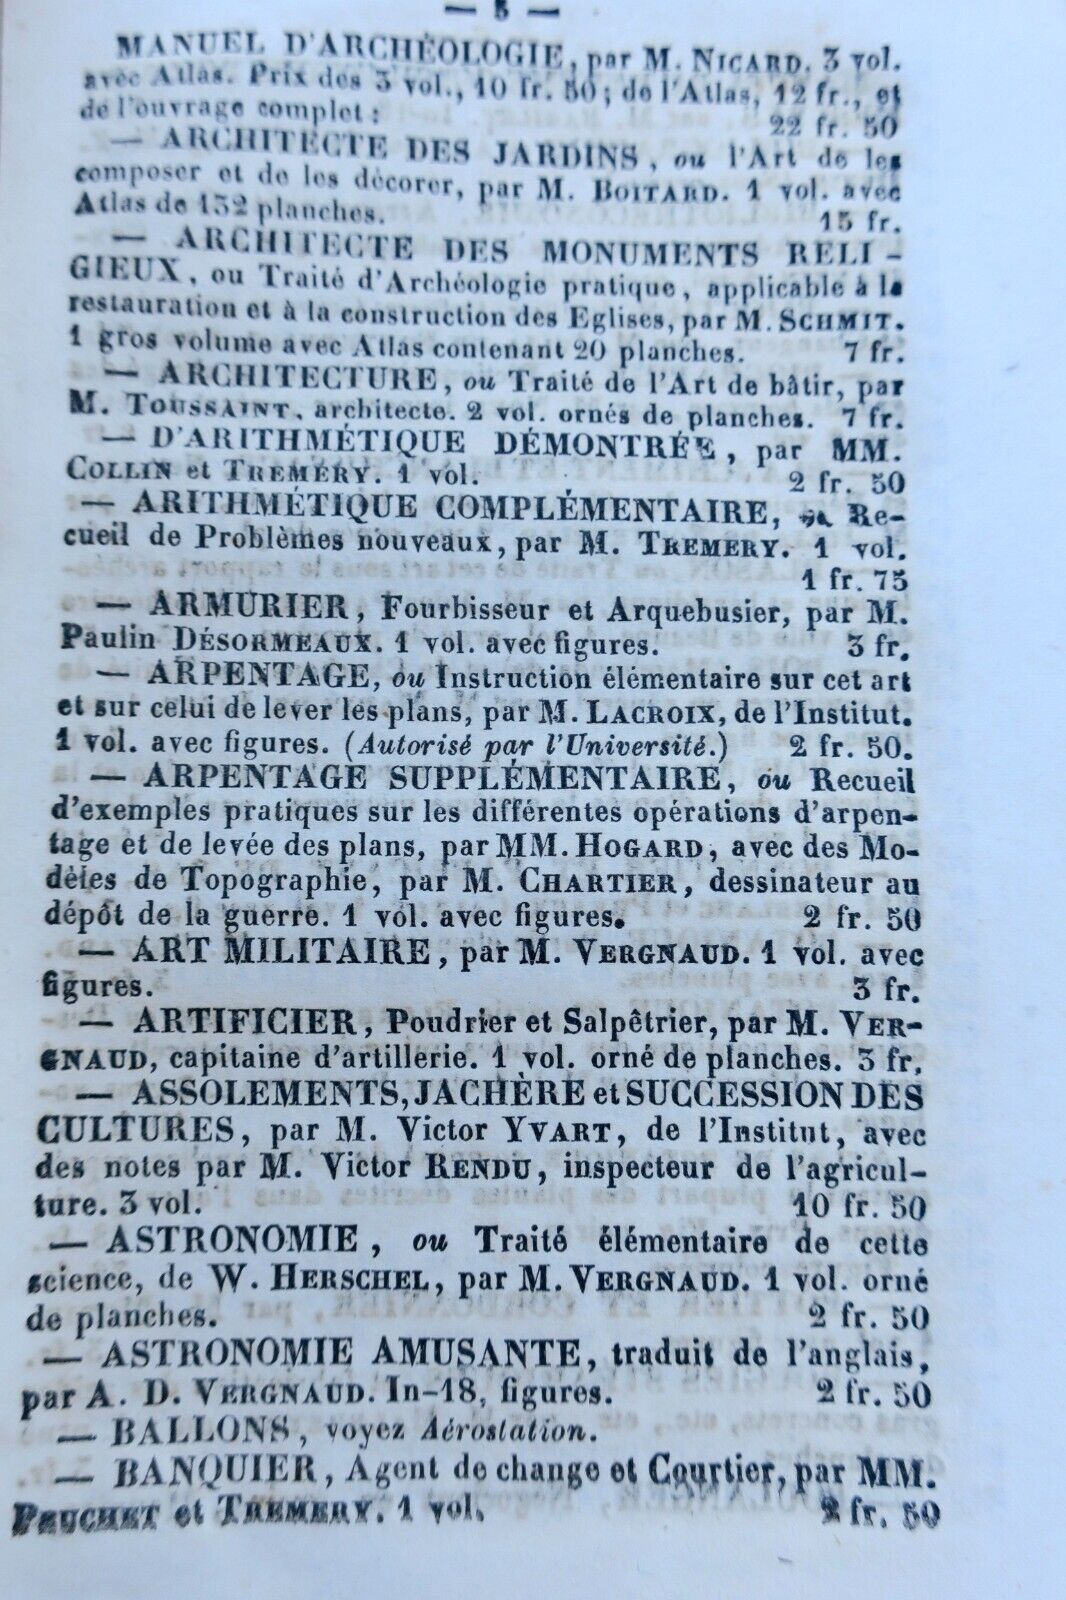 — 5 —
MANUEL D'ARCHÉOLOGIE, par M. NICARD. 3 vol.
avec Atlas. Prix des 3 vol., 10 fr. 50; de l'Atlas, 12 fr., et
de l'ouvrage complet : 22 fr. 50
— ARCHITECTE DES JARDINS, ou l'Art de les
composer et de les décorer, par M. BOITARD. 1 vol. avec
Atlas de 132 planches. 15 fr.
— ARCHITECTE DES MONUMENTS RELI-
GIEUX, ou Traité d'Archéologie pratique, applicable à la
restauration et à la construction des Eglises, par M. SCHMIT.
1 gros volume avec Atlas contenant 20 planches. 7 fr.
— ARCHITECTURE, ou Traité de l'Art de bâtir, par
M. TOUSSAINT, architecte. 2 vol. ornés de planches. 7 fr.
— D'ARITHMÉTIQUE DÉMONTRÉE, par MM.
COLLIN et TREMERY. 1 vol. 2 fr. 50
— ARITHMÉTIQUE COMPLÉMENTAIRE, ou Re-
cueil de Problèmes nouveaux, par M. TREMERY. 1 vol.
1 fr. 75
— ARMURIER, Fourbisseur et Arquebusier, par M.
Paulin DÉSORMEAUX. 1 vol. avec figures. 3 fr.
— ARPENTAGE, ou Instruction élémentaire sur cet art
et sur celui de lever les plans, par M. LACROIX, de l'Institut.
1 vol. avec figures. (Autorisé par l'Université.) 2 fr. 50.
— ARPENTAGE SUPPLÉMENTAIRE, ou Recueil
d'exemples pratiques sur les différentes opérations d'arpen-
tage et de levée des plans, par MM. HOGARD, avec des Mo-
dèles de Topographie, par M. CHARTIER, dessinateur au
dépôt de la guerre. 1 vol. avec figures. 2 fr. 50
— ART MILITAIRE, par M. VERGNAUD. 1 vol. avec
figures. 3 fr.
— ARTIFICIER, Poudrier et Salpêtrier, par M. VER-
GNAUD, capitaine d'artillerie. 1 vol. orné de planches. 3 fr.
— ASSOLEMENTS, JACHÈRE et SUCCESSION DES
CULTURES, par M. Victor YVART, de l'Institut, avec
des notes par M. Victor RENDU, inspecteur de l'agricul-
ture. 3 vol. 10 fr. 50
— ASTRONOMIE, ou Traité élémentaire de cette
science, de W. HERSCHEL, par M. VERGNAUD. 1 vol. orné
de planches. 2 fr. 50
— ASTRONOMIE AMUSANTE, traduit de l'anglais,
par A. D. VERGNAUD. In-18, figures. 2 fr. 50
— BALLONS, voyez Aérostation.
— BANQUIER, Agent de change et Courtier, par MM.
PEUCHET et TREMERY. 1 vol. 2 fr. 50